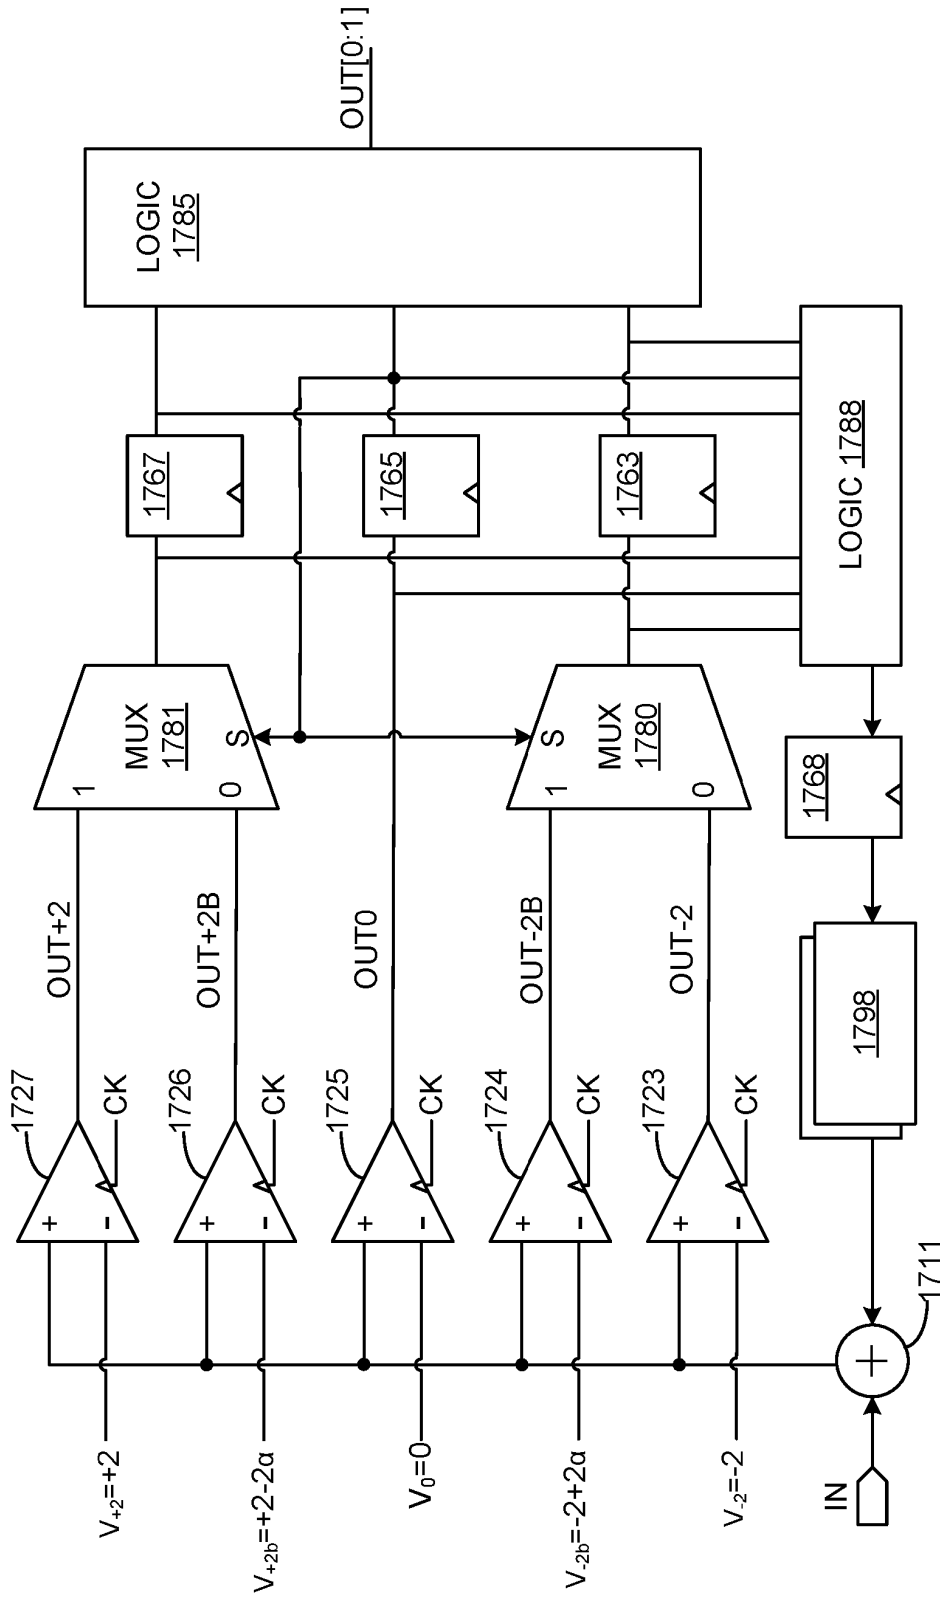 OUT[0:1]
LOGIC
1785
1767
1765
1763
LOGIC 1788
MUX
1781
S
1
0
MUX
1780
S
1
0
1768
OUT+2
OUT+2B
OUT0
OUT-2B
OUT-2
1798
1727
CK
1726
CK
1725
CK
1724
CK
1723
CK
+
-
+
-
+
-
+
-
+
-
1711
+
V+2=+2
V+2b=+2-2α
V0=0
V-2b=-2+2α
V-2=-2
IN